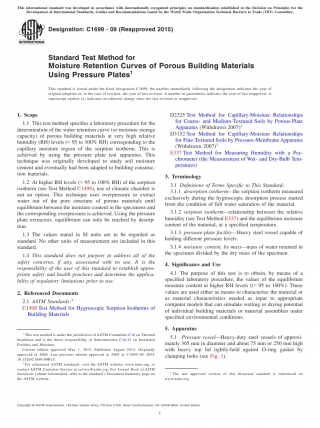 This international standard was developed in accordance with internationally recognized principles on standardization established in the Decision on Principles for the
Development of International Standards, Guides and Recommendations issued by the World Trade Organization Technical Barriers to Trade (TBT) Committee.
Designation: C1699 − 09 (Reapproved 2015)
Standard Test Method for
Moisture Retention Curves of Porous Building Materials
Using Pressure Plates1
This standard is issued under the fixed designation C1699; the number immediately following the designation indicates the year of
original adoption or, in the case of revision, the year of last revision. A number in parentheses indicates the year of last reapproval. A
superscript epsilon (ε) indicates an editorial change since the last revision or reapproval.
1. Scope
1.1 This test method specifies a laboratory procedure for the
determination of the water retention curve (or moisture storage
capacity) of porous building materials at very high relative
humidity (RH) levels (≈ 95 to 100% RH) corresponding to the
capillary moisture region of the sorption isotherm. This is
achieved by using the pressure plate test apparatus. This
technique was originally developed to study soil moisture
content and eventually had been adapted to building construc-
tion materials.
1.2 At higher RH levels (≈ 95 to 100% RH) of the sorption
isotherm (see Test Method C1498), use of climatic chamber is
not an option. This technique uses overpressure to extract
water out of the pore structure of porous materials until
equilibrium between the moisture content in the specimens and
the corresponding overpressure is achieved. Using the pressure
plate extractors, equilibrium can only be reached by desorp-
tion.
1.3 The values stated in SI units are to be regarded as
standard. No other units of measurement are included in this
standard.
1.4 This standard does not purport to address all of the
safety concerns, if any, associated with its use. It is the
responsibility of the user of this standard to establish appro-
priate safety and health practices and determine the applica-
bility of regulatory limitations prior to use.
2. Referenced Documents
2.1 ASTM Standards:2
C1498 Test Method for Hygroscopic Sorption Isotherms of
Building Materials
1 This test method is under the jurisdiction of ASTM Committee C16 on Thermal
Insulation and is the direct responsibility of Subcommittee C16.33 on Insulation
Finishes and Moisture.
Current edition approved May 1, 2015. Published August 2015. Originally
approved in 2008. Last previous edition approved in 2009 as C1699–09. DOI:
10.1520/C1699-09R15.
2 For referenced ASTM standards, visit the ASTM website, www.astm.org, or
contact ASTM Customer Service at service@astm.org. For Annual Book of ASTM
Standards volume information, refer to the standard's Document Summary page on
the ASTM website.
D2325 Test Method for Capillary-Moisture Relationships
for Coarse- and Medium-Textured Soils by Porous-Plate
Apparatus (Withdrawn 2007)3
D3152 Test Method for Capillary-Moisture Relationships
for Fine-Textured Soils by Pressure-Membrane Apparatus
(Withdrawn 2007)3
E337 Test Method for Measuring Humidity with a Psy-
chrometer (the Measurement of Wet- and Dry-Bulb Tem-
peratures)
3. Terminology
3.1 Definitions of Terms Specific to This Standard:
3.1.1 desorption isotherm—the sorption isotherm measured
exclusively during the hygroscopic desorption process started
from the condition of full water saturation of the material.
3.1.2 sorption isotherm—relationship between the relative
humidity (see Test Method E337) and the equilibrium moisture
content of the material, at a specified temperature.
3.1.3 pressure plate facility—Heavy steel vessel capable of
holding different pressure levels.
3.1.4 moisture content, by mass—mass of water retained in
the specimen divided by the dry mass of the specimen.
4. Significance and Use
4.1 The purpose of this test is to obtain, by means of a
specified laboratory procedure, the values of the equilibrium
moisture content at higher RH levels ((≈ 95 to 100%). These
values are used either as means to characterize the material or
as material characteristics needed as input to appropriate
computer models that can simulate wetting or drying potential
of individual building materials or material assemblies under
specified environmental conditions.
5. Apparatus
5.1 Pressure vessel—Heavy-duty steel vessels of approxi-
mately 305 mm in diameter and about 75 mm or 250 mm high
with heavy top lid tightly-held against O-ring gasket by
clamping bolts (see Fig. 1).
3 The last approved version of this historical standard is referenced on
www.astm.org.
Copyright © ASTM International, 100 Barr Harbor Drive, PO Box C700, West Conshohocken, PA 19428-2959. United States
1